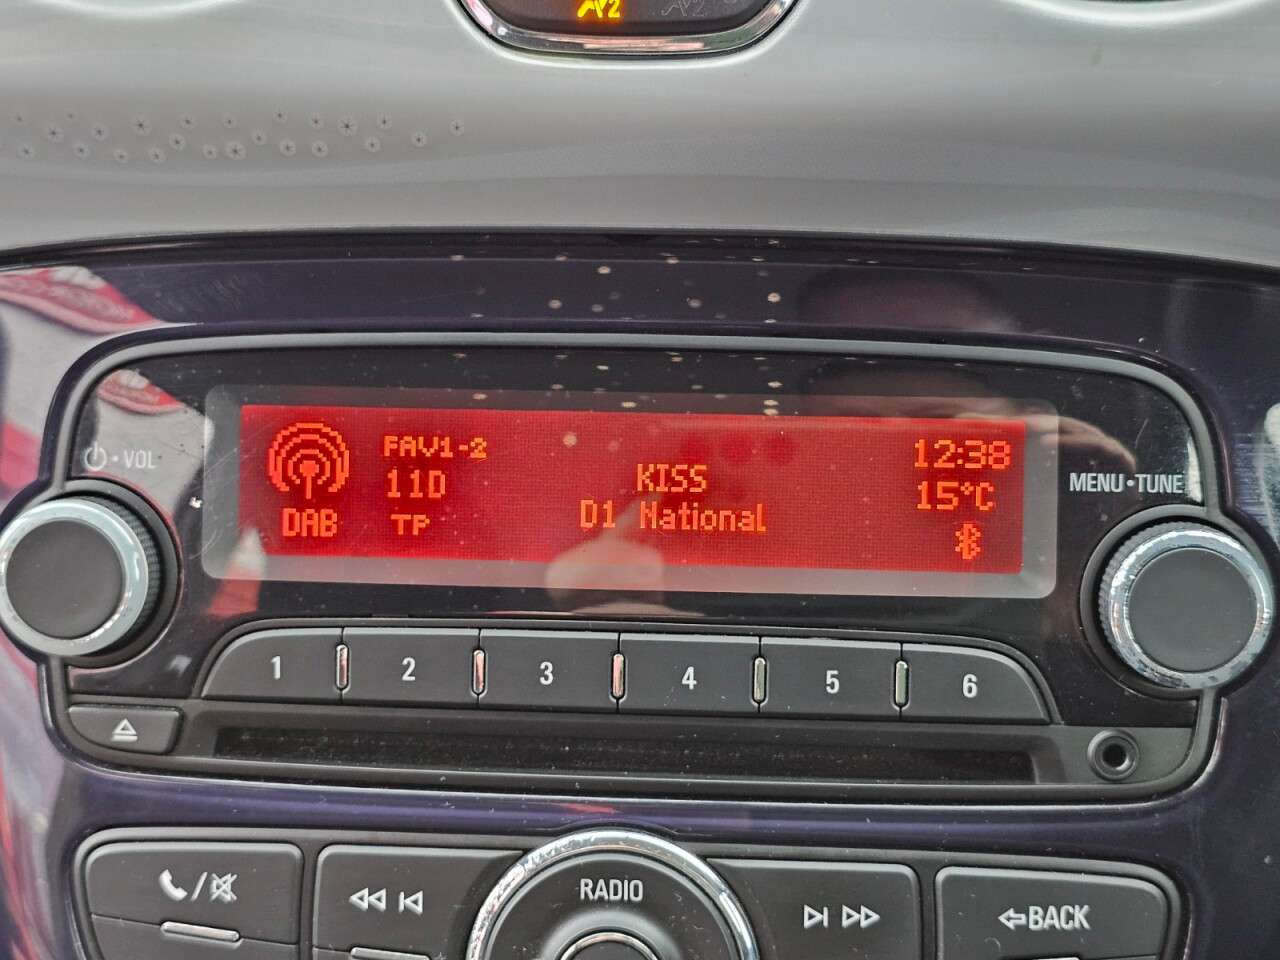 2
FAV1-2
11D
DAB
TP
KISS
D1 National
12:38
15°C
VOL
MENU•TUNE
1 2 3 4 5 6
RADIO
BACK